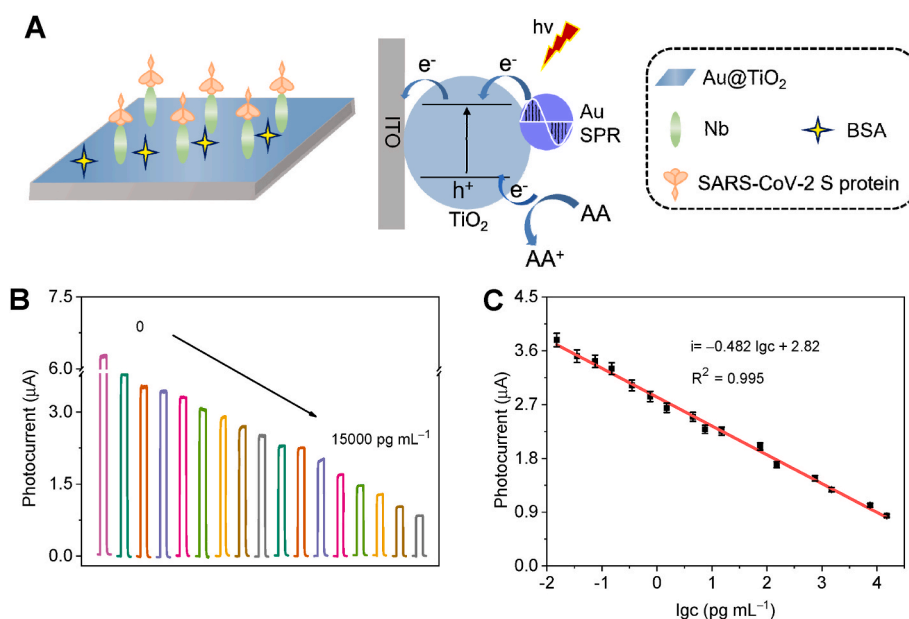 A
hν
e⁻
e⁻
ITO
Au
SPR
h⁺
e⁻
TiO₂
AA
AA⁺
Au@TiO₂
Nb
BSA
SARS-CoV-2 S protein
B
7.5
6.0
3.0
1.5
0.0
Photocurrent (μA)
0
15000 pg mL⁻¹
C
4.5
3.6
2.7
1.8
0.9
0.0
Photocurrent (μA)
i= −0.482 lgc + 2.82
R² = 0.995
-2 -1 0 1 2 3 4
lgc (pg mL⁻¹)